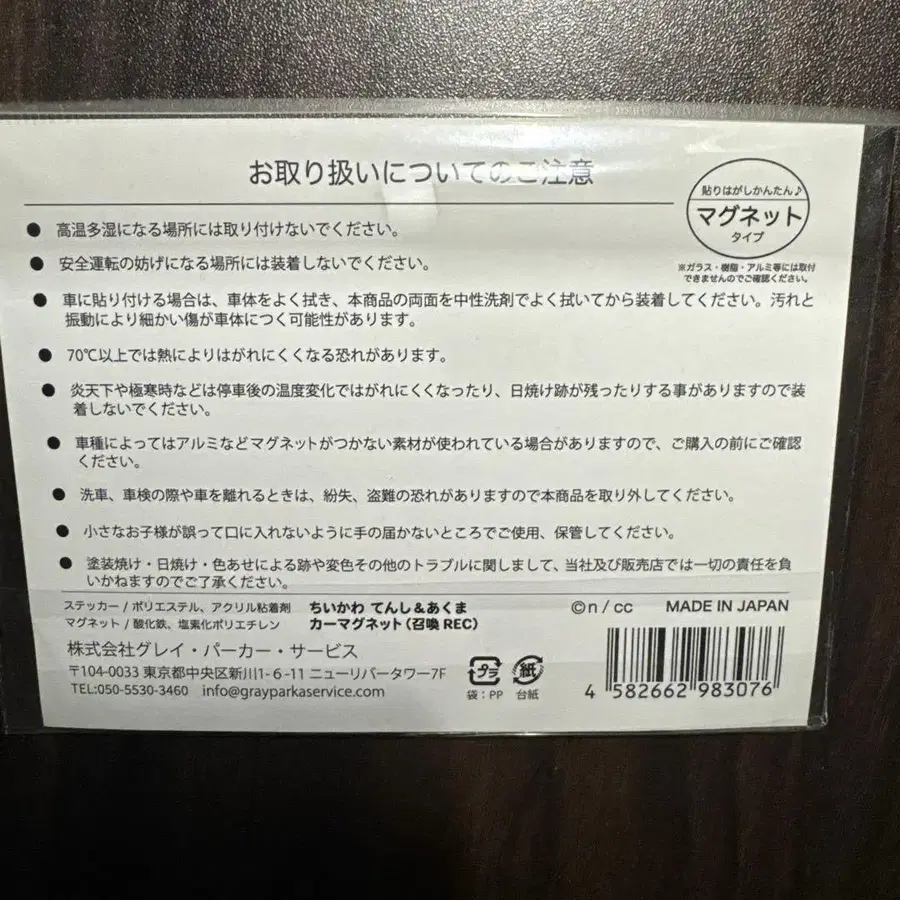 お取り扱いについてのご注意
貼りはがしかんたん♪
マグネット
タイプ
※ガラス・樹脂・アルミ等には取付
できませんのでご確認ください。
● 高温多湿になる場所には取り付けないでください。
● 安全運転の妨げになる場所には装着しないでください。
● 車に貼り付ける場合は、車体をよく拭き、本商品の両面を中性洗剤でよく拭いてから装着してください。汚れと
振動により細かい傷が車体につく可能性があります。
● 70℃以上では熱によりはがれにくくなる恐れがあります。
● 炎天下や極寒時などは停車後の温度変化ではがれにくくなったり、日焼け跡が残ったりする事がありますので装
着しないでください。
● 車種によってはアルミなどマグネットがつかない素材が使われている場合がありますので、ご購入の前にご確認
ください。
● 洗車、車検の際や車を離れるときは、紛失、盗難の恐れがありますので本商品を取り外してください。
● 小さなお子様が誤って口に入れないように手の届かないところでご使用、保管してください。
● 塗装焼け・日焼け・色あせによる跡や変色その他のトラブルに関しまして、当社及び販売店では一切の責任を負
いかねますのでご了承ください。
ステッカー / ポリエステル、アクリル粘着剤
マグネット / 酸化鉄、塩素化ポリエチレン
ちいかわ てんし＆あくま
カーマグネット（召喚 REC）
©n / cc MADE IN JAPAN
株式会社グレイ・パーカー・サービス
〒104-0033 東京都中央区新川1-6-11 ニューリバータワー7F
TEL:050-5530-3460 info@grayparkaservice.com
プラ
袋：PP
紙
台紙
4 582662 983076